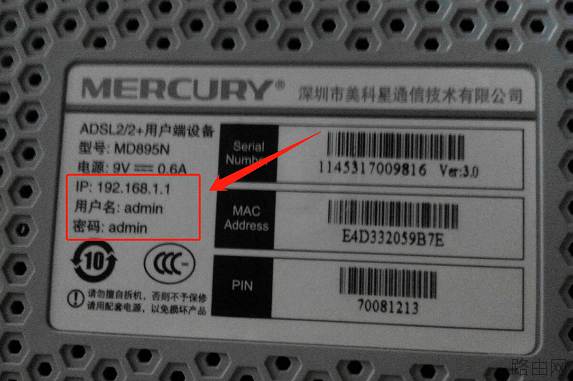 MERCURY® 深圳市美科星通信技术有限公司
ADSL2/2+用户端设备
型号: MD895N
电源: 9V ⎓ 0.6A
IP: 192.168.1.1
用户名: admin
密码: admin
10
CCC
请勿擅自拆机，否则不予保修
请用配套电源，以免损坏产品
Serial
Number
1145317009816 Ver:3.0
MAC
Address
E4D332059B7E
PIN
70081213
路由网